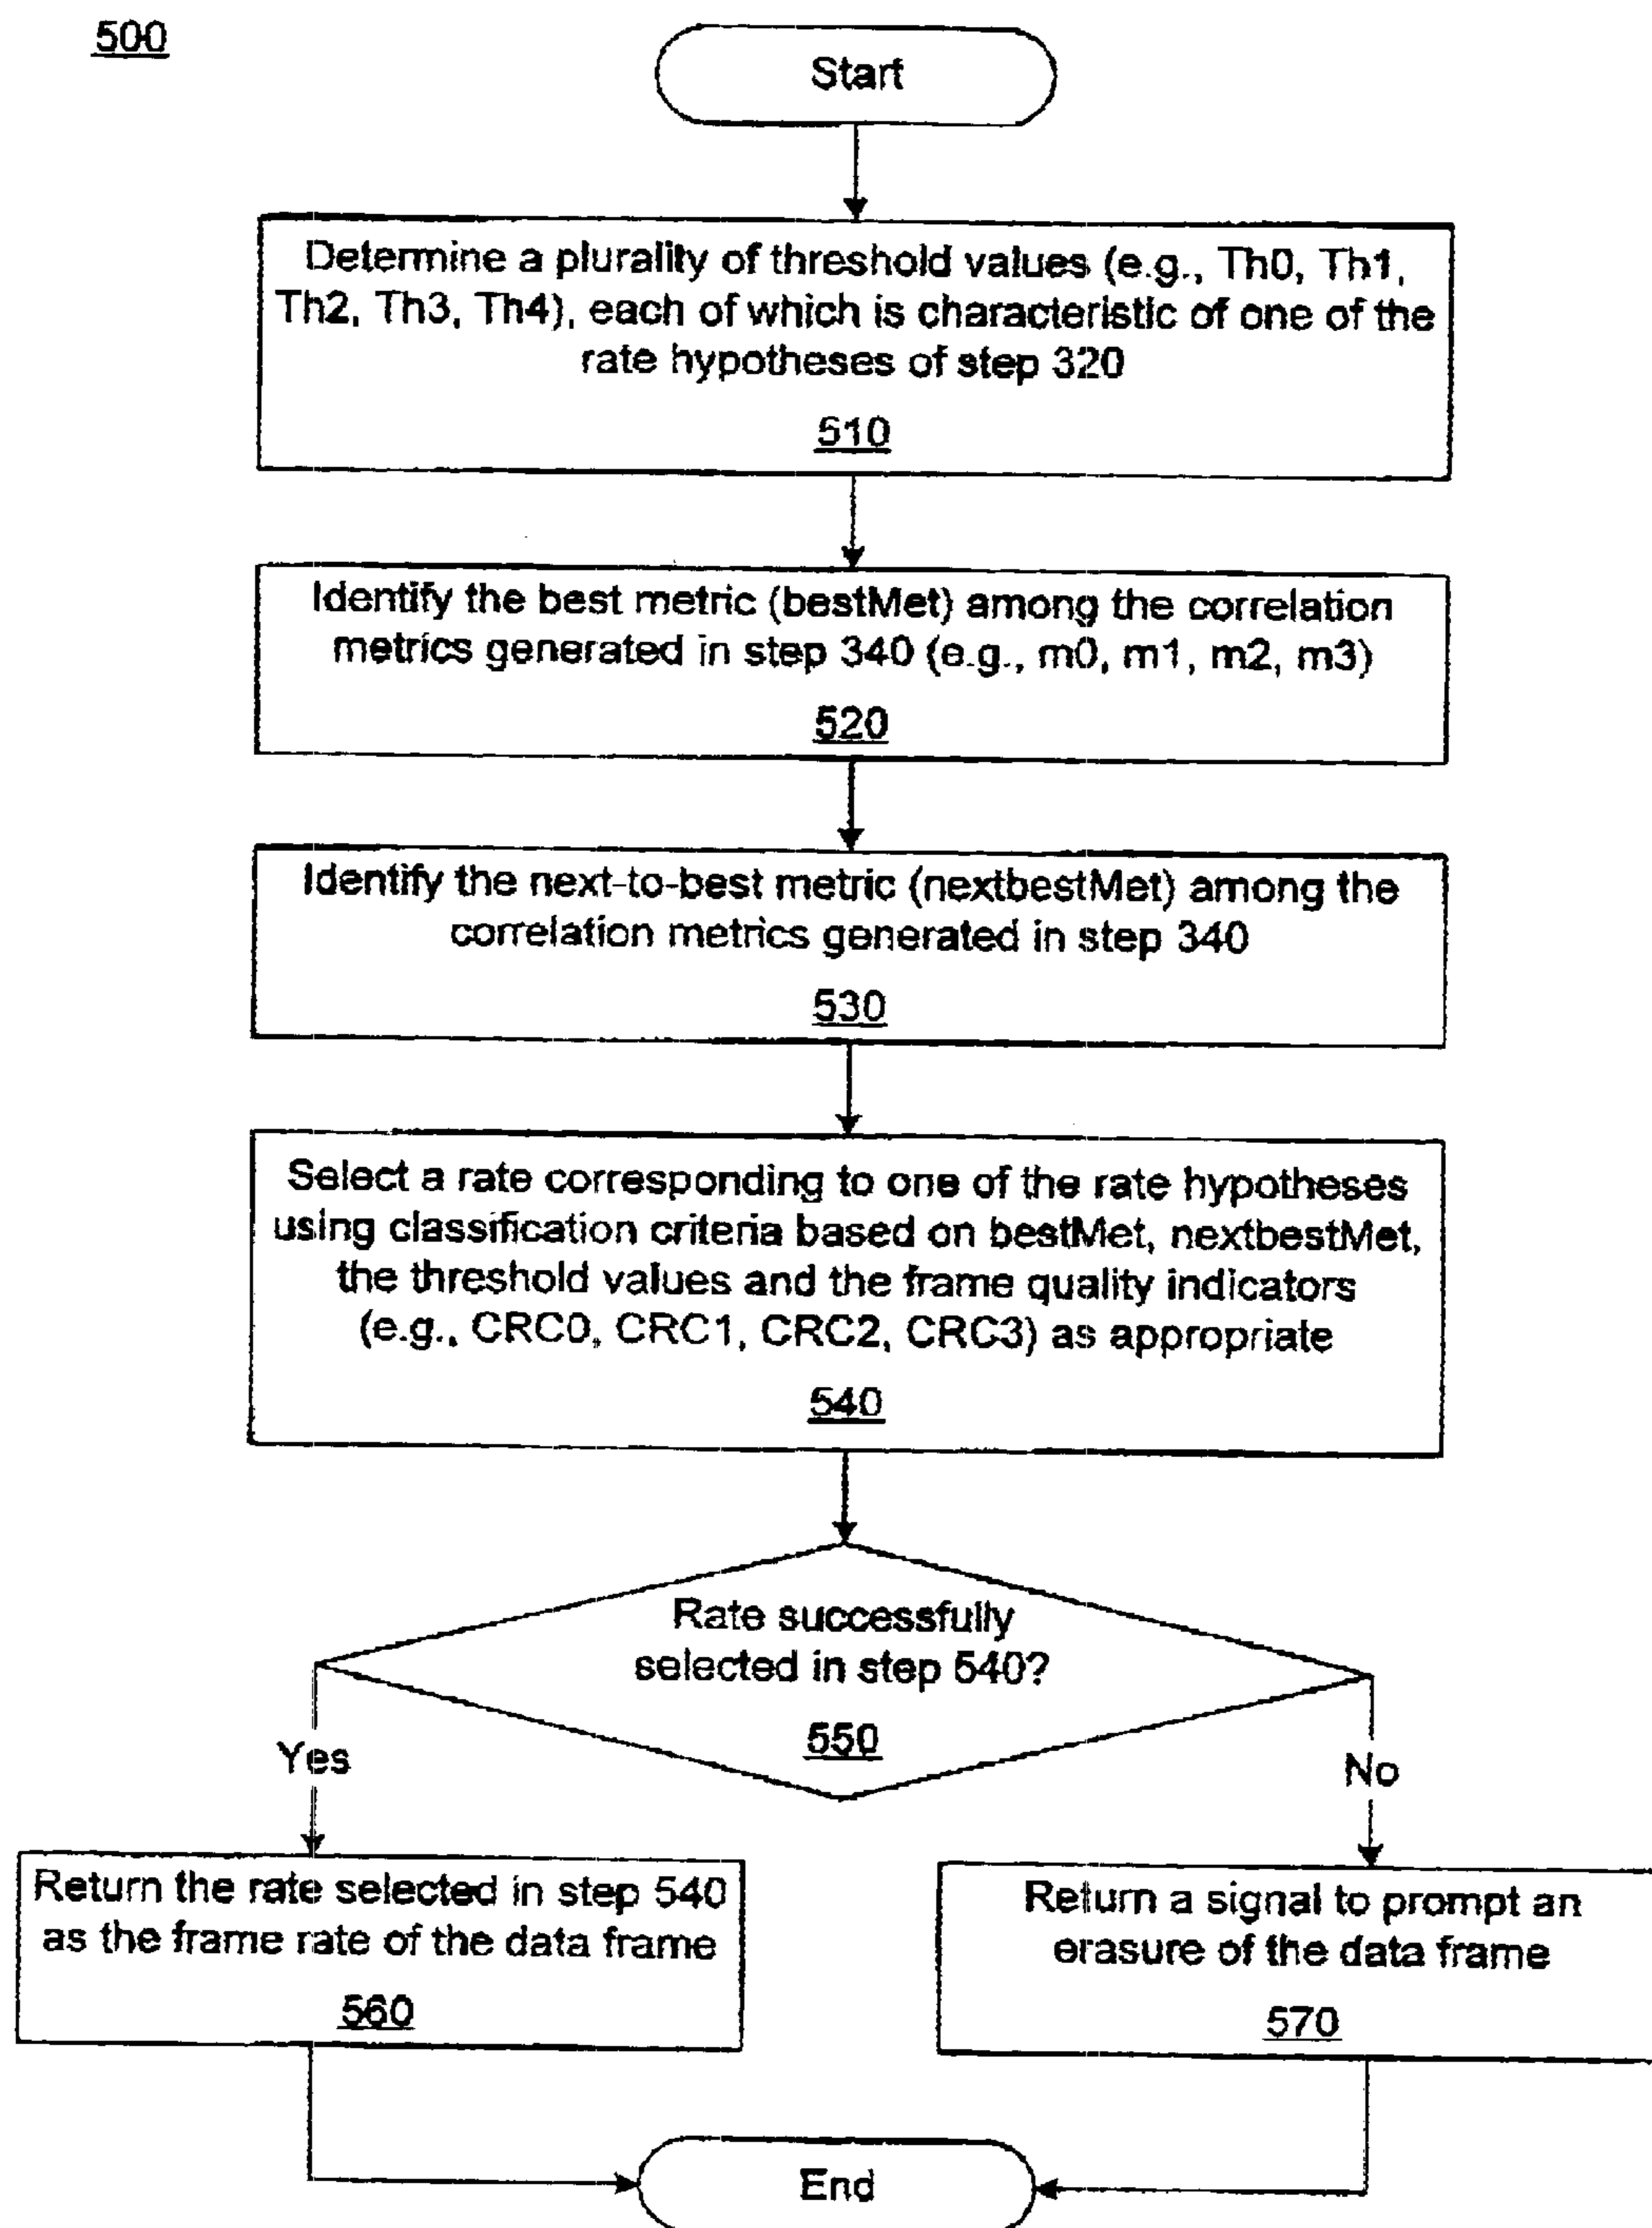 500
Start
Determine a plurality of threshold values (e.g., Th0, Th1,
Th2, Th3, Th4), each of which is characteristic of one of the
rate hypotheses of step 320
510
Identify the best metric (bestMet) among the correlation
metrics generated in step 340 (e.g., m0, m1, m2, m3)
520
Identify the next-to-best metric (nextbestMet) among the
correlation metrics generated in step 340
530
Select a rate corresponding to one of the rate hypotheses
using classification criteria based on bestMet, nextbestMet,
the threshold values and the frame quality indicators
(e.g., CRC0, CRC1, CRC2, CRC3) as appropriate
540
Rate successfully
selected in step 540?
550
Yes
No
Return the rate selected in step 540
as the frame rate of the data frame
560
Return a signal to prompt an
erasure of the data frame
570
End